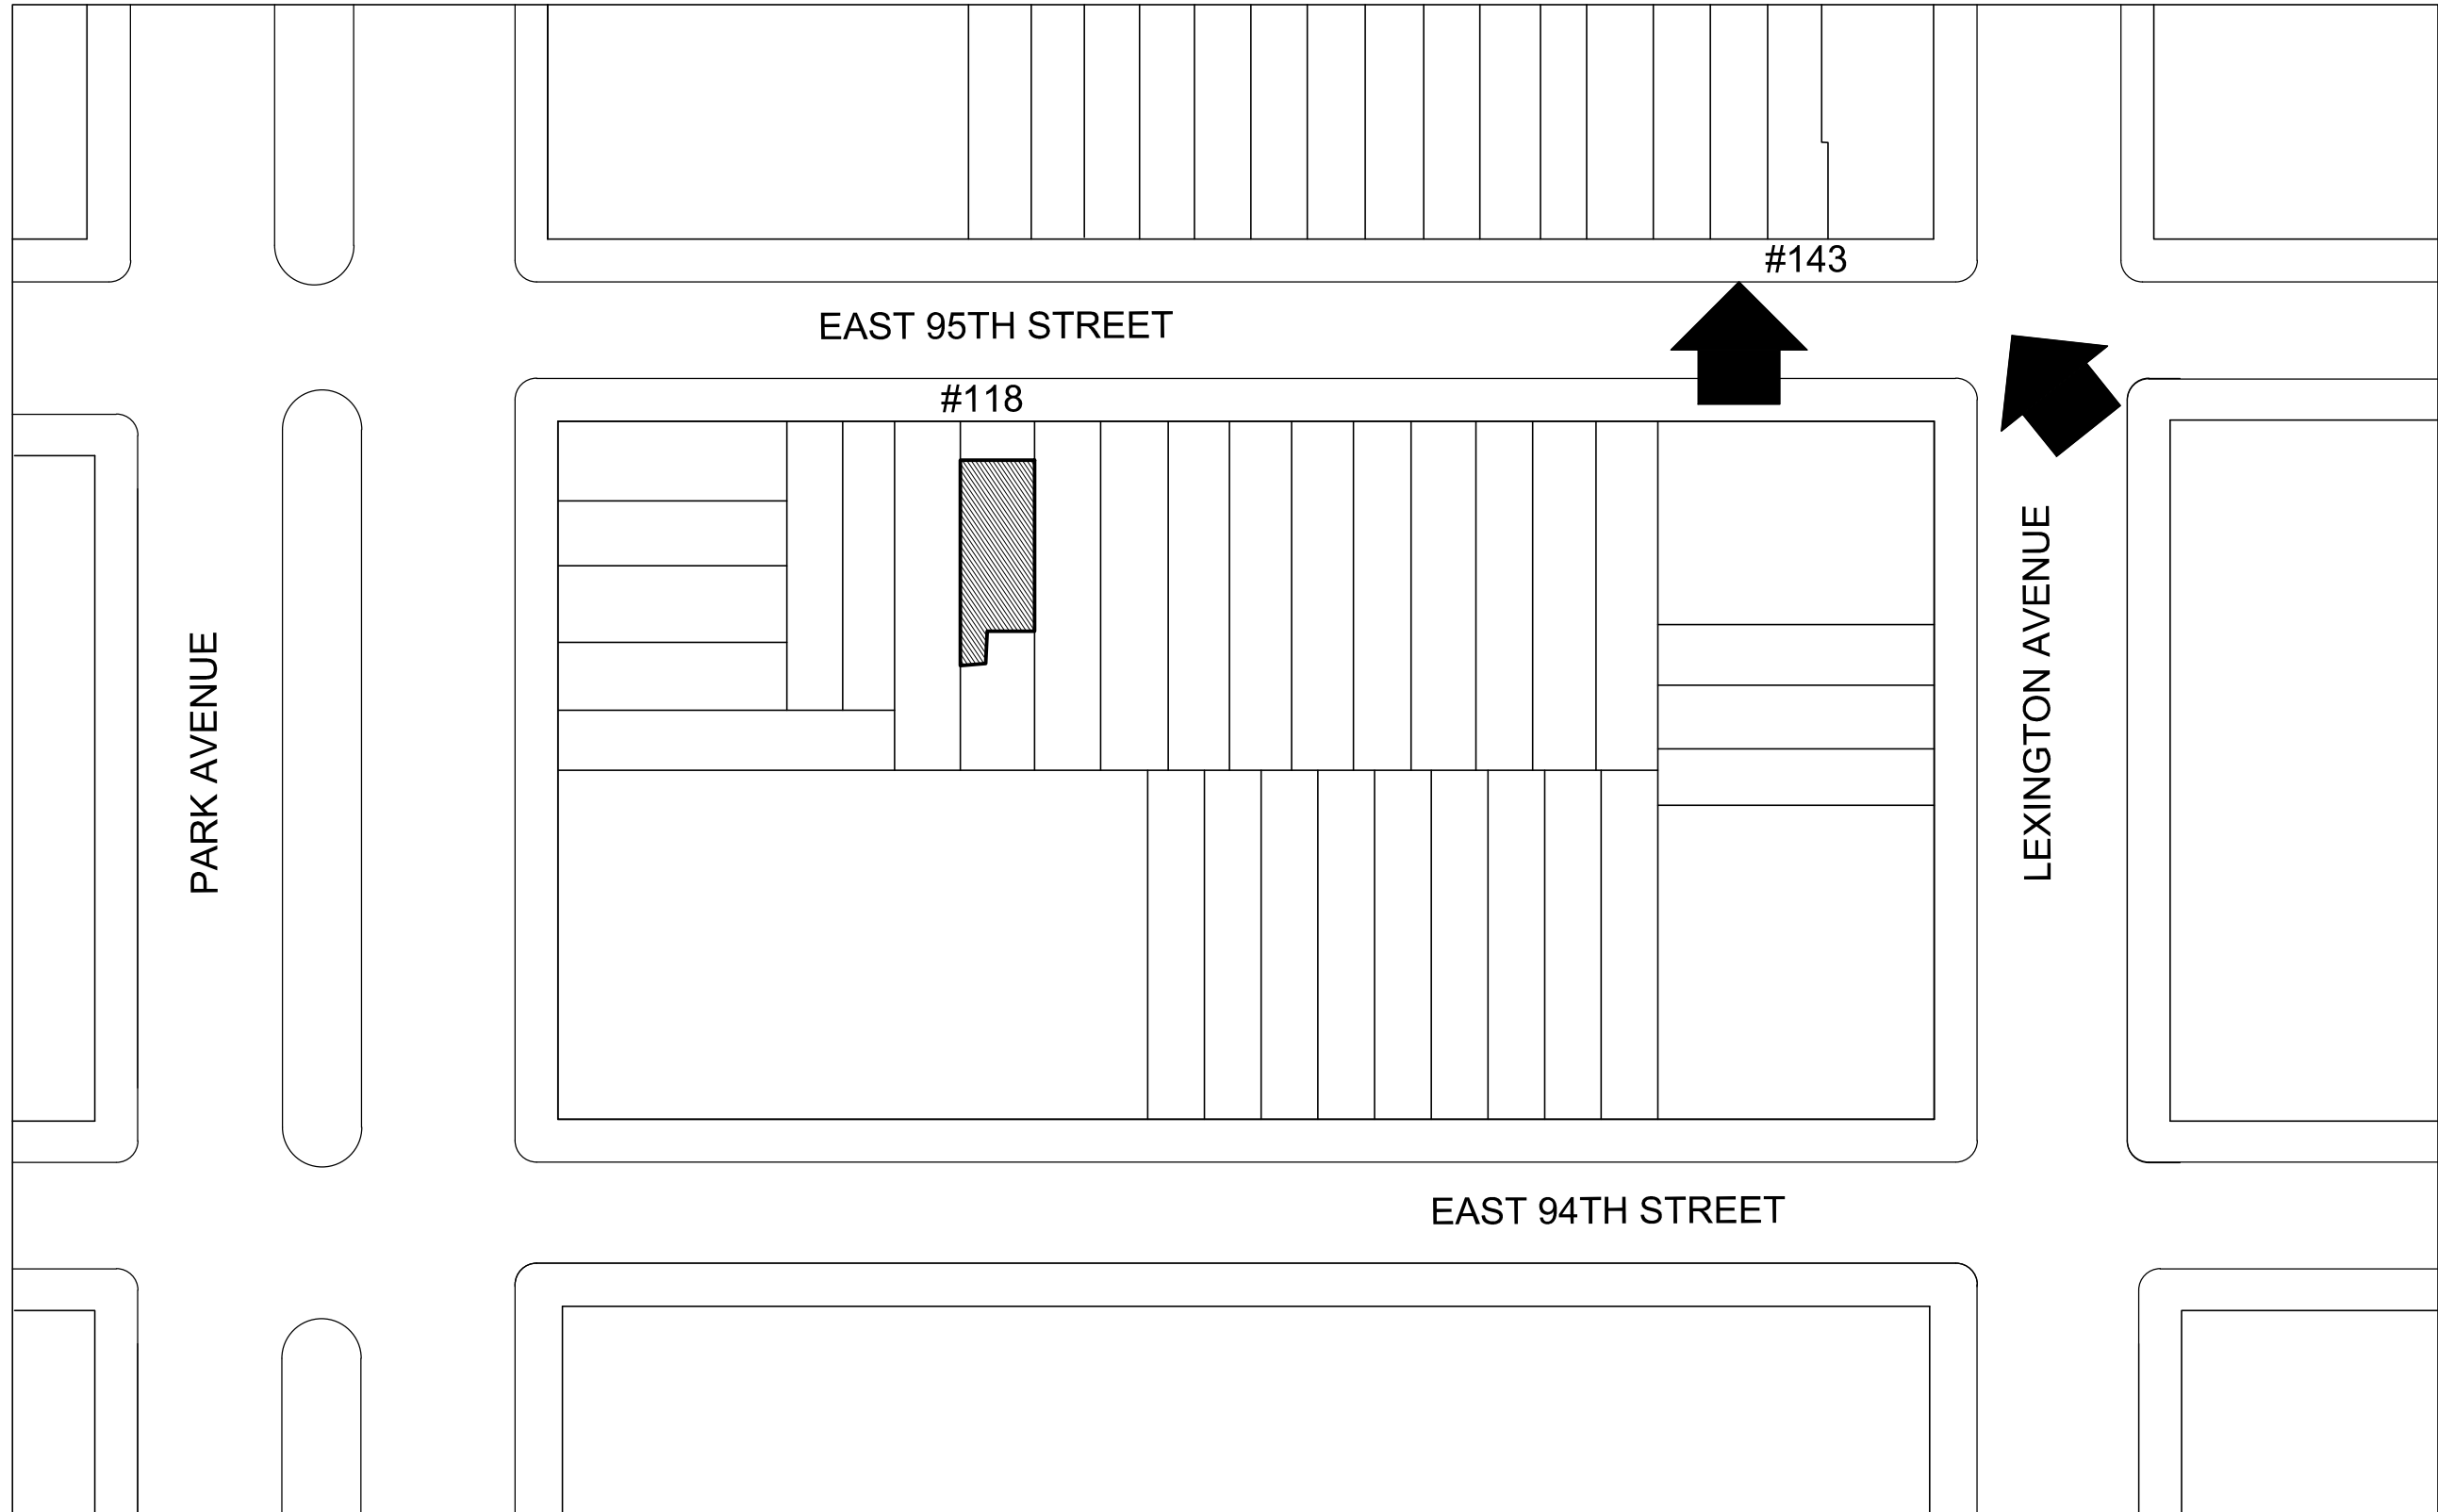 #143
EAST 95TH STREET
#118
PARK AVENUE
LEXINGTON AVENUE
EAST 94TH STREET